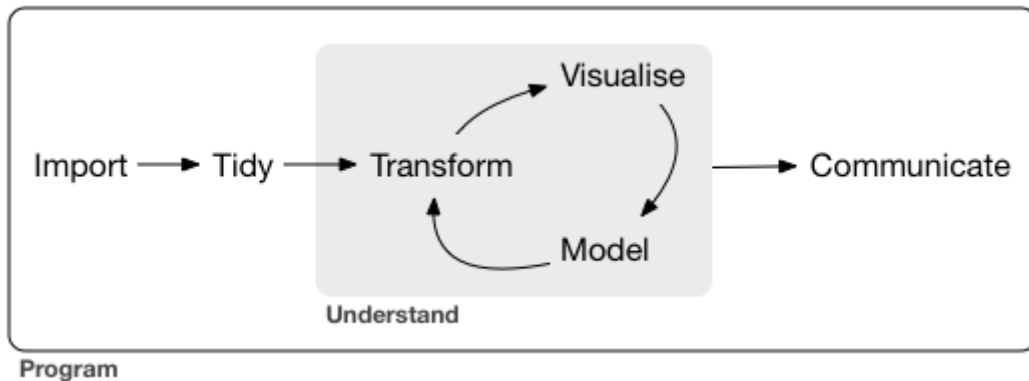 Visualise
Import
Tidy
Transform
Communicate
Model
Understand
Program